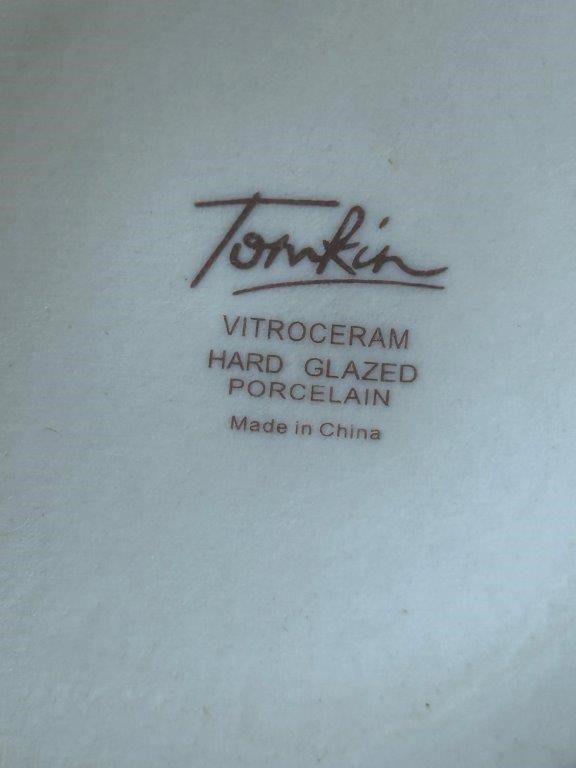 Tomkin
VITROCERAM
HARD GLAZED
PORCELAIN
Made in China